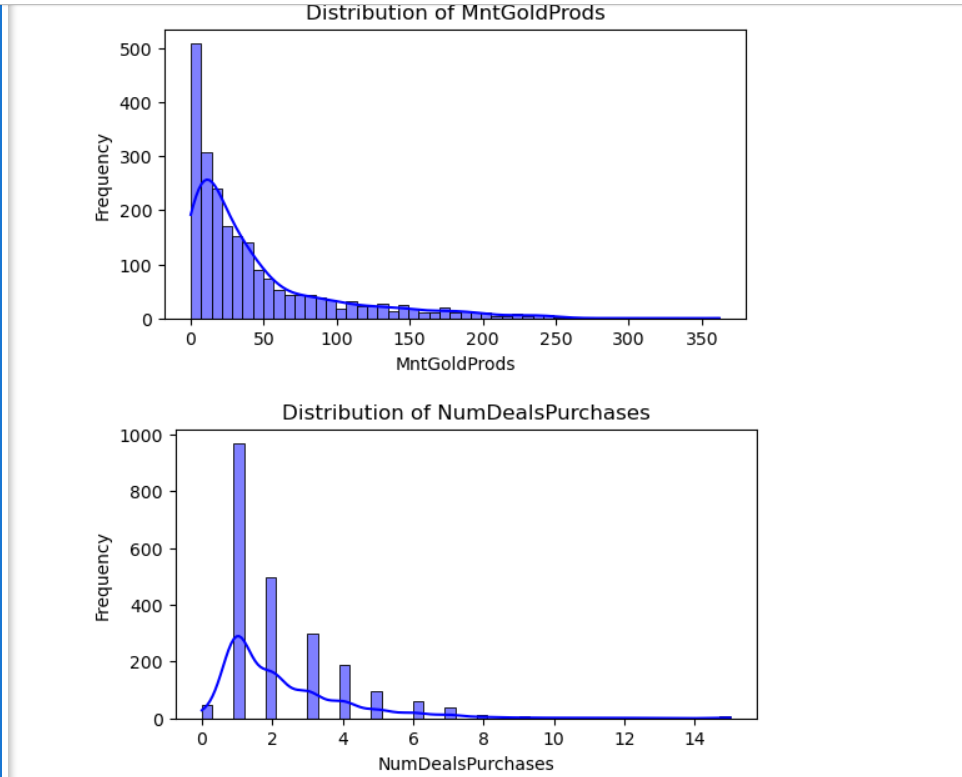 Distribution of MntGoldProds
500
400
300
200
100
0
Frequency
0 50 100 150 200 250 300 350
MntGoldProds
Distribution of NumDealsPurchases
1000
800
600
400
200
0
Frequency
0 2 4 6 8 10 12 14
NumDealsPurchases